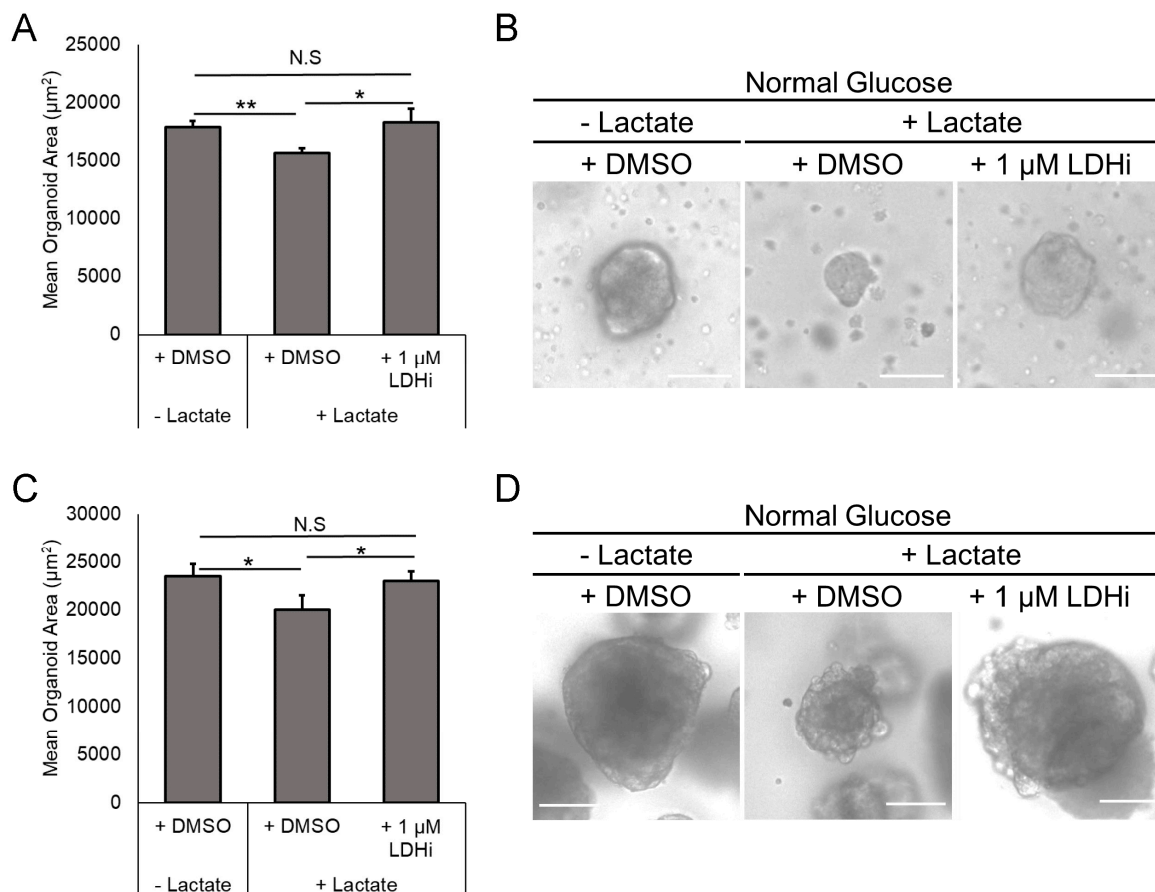 A
Mean Organoid Area (µm²)
25000
20000
15000
10000
5000
0
N.S
**
*
+ DMSO
+ DMSO
+ 1 µM
LDHi
- Lactate
+ Lactate
B
Normal Glucose
- Lactate
+ Lactate
+ DMSO
+ DMSO
+ 1 µM LDHi
C
Mean Organoid Area (µm²)
30000
25000
20000
15000
10000
5000
0
N.S
*
*
+ DMSO
+ DMSO
+ 1 µM
LDHi
- Lactate
+ Lactate
D
Normal Glucose
- Lactate
+ Lactate
+ DMSO
+ DMSO
+ 1 µM LDHi